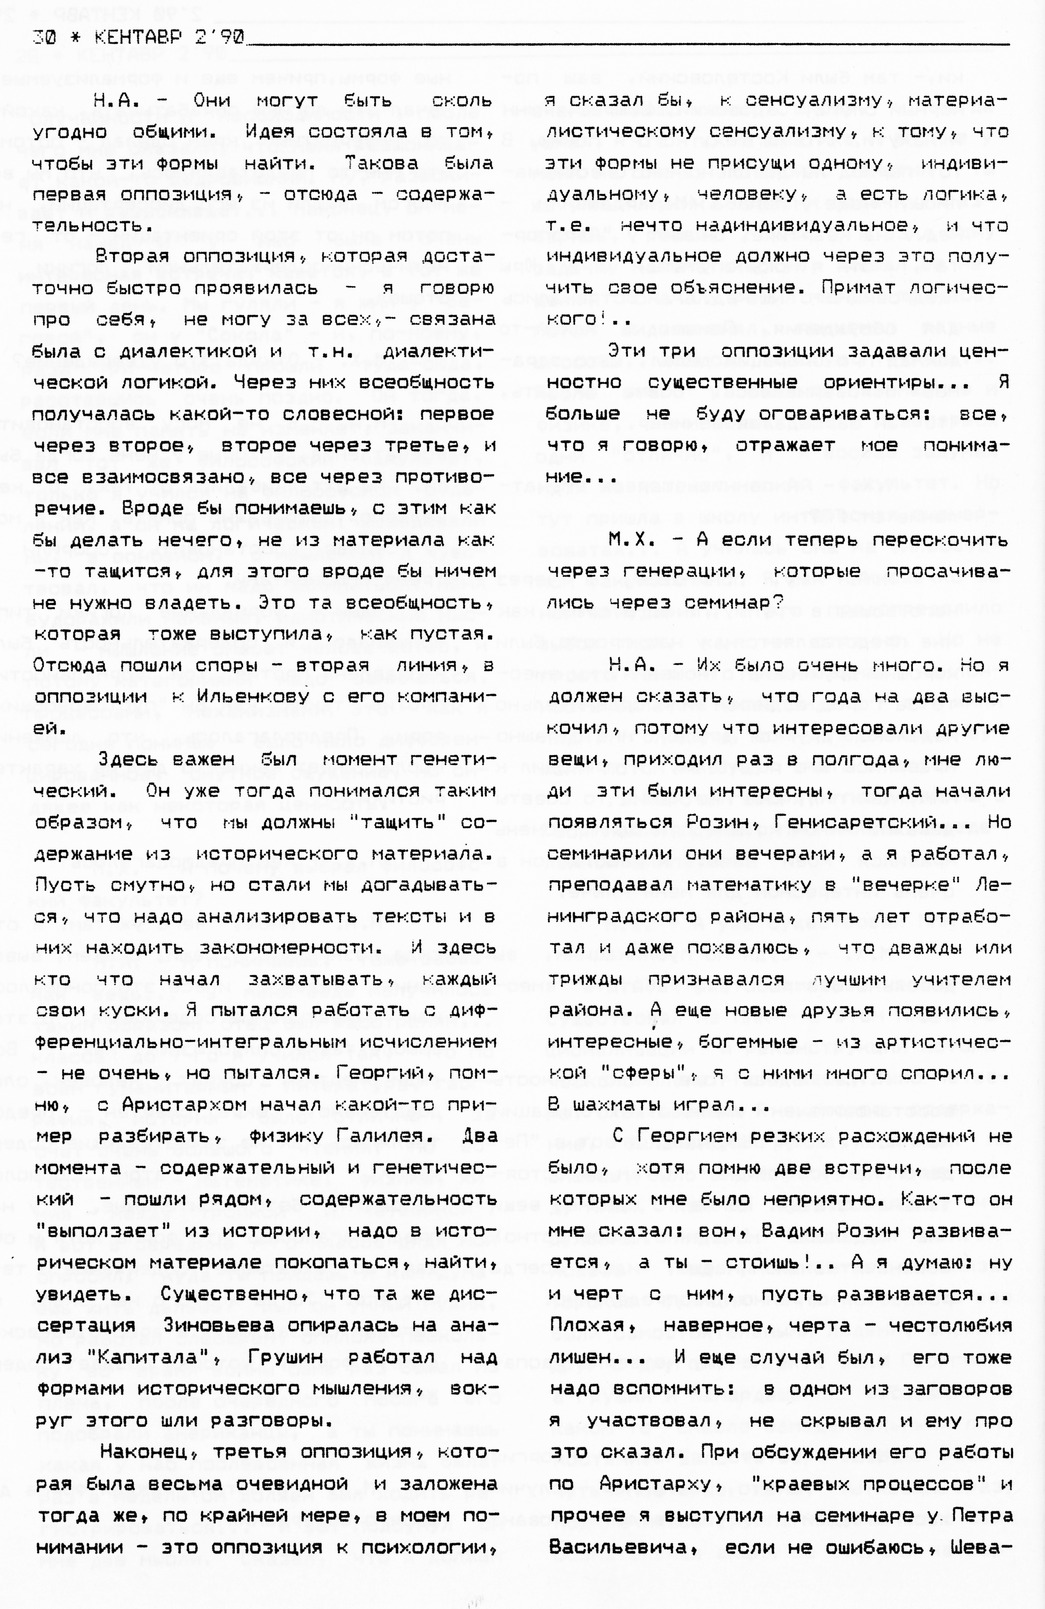 30 * КЕНТАВР 2'90
Н.А. - Они могут быть сколь
угодно общими. Идея состояла в том,
чтобы эти формы найти. Такова была
первая оппозиция, - отсюда - содержа-
тельность.
Вторая оппозиция, которая доста-
точно быстро проявилась - я говорю
про себя, не могу за всех,- связана
была с диалектикой и т.н. диалекти-
ческой логикой. Через них всеобщность
получалась какой-то словесной: первое
через второе, второе через третье, и
все взаимосвязано, все через противо-
речие. Вроде бы понимаешь, с этим как
бы делать нечего, не из материала как
-то тащится, для этого вроде бы ничем
не нужно владеть. Это та всеобщность,
которая тоже выступила, как пустая.
Отсюда пошли споры - вторая линия, в
оппозиции к Ильенкову с его компани-
ей.
Здесь важен был момент генети-
ческий. Он уже тогда понимался таким
образом, что мы должны "тащить" со-
держание из исторического материала.
Пусть смутно, но стали мы догадывать-
ся, что надо анализировать тексты и в
них находить закономерности. И здесь
кто что начал захватывать, каждый
свои куски. Я пытался работать с диф-
ференциально-интегральным исчислением
- не очень, но пытался. Георгий, пом-
ню, с Аристархом начал какой-то при-
мер разбирать, физику Галилея. Два
момента - содержательный и генетичес-
кий - пошли рядом, содержательность
"выползает" из истории, надо в исто-
рическом материале покопаться, найти,
увидеть. Существенно, что та же дис-
сертация Зиновьева опиралась на ана-
лиз "Капитала", Грушин работал над
формами исторического мышления, вок-
руг этого шли разговоры.
Наконец, третья оппозиция, кото-
рая была весьма очевидной и заложена
тогда же, по крайней мере, в моем по-
нимании - это оппозиция к психологии,
я сказал бы, к сенсуализму, материа-
листическому сенсуализму, к тому, что
эти формы не присущи одному, индиви-
дуальному, человеку, а есть логика,
т.е. нечто надиндивидуальное, и что
индивидуальное должно через это полу-
чить свое объяснение. Примат логичес-
кого!..
Эти три оппозиции задавали цен-
ностно существенные ориентиры... Я
больше не буду оговариваться: все,
что я говорю, отражает мое понима-
ние...
М.Х. - А если теперь перескочить
через генерации, которые просачива-
лись через семинар?
Н.А. - Их было очень много. Но я
должен сказать, что года на два выс-
кочил, потому что интересовали другие
вещи, приходил раз в полгода, мне лю-
ди эти были интересны, тогда начали
появляться Розин, Генисаретский... Но
семинарили они вечерами, а я работал,
преподавал математику в "вечерке" Ле-
нинградского района, пять лет отрабо-
тал и даже похвалюсь, что дважды или
трижды признавался лучшим учителем
района. А еще новые друзья появились,
интересные, богемные - из артистичес-
кой "сферы", я с ними много спорил...
В шахматы играл...
С Георгием резких расхождений не
было, хотя помню две встречи, после
которых мне было неприятно. Как-то он
мне сказал: вон, Вадим Розин развива-
ется, а ты - стоишь!.. А я думаю: ну
и черт с ним, пусть развивается...
Плохая, наверное, черта - честолюбия
лишен... И еще случай был, его тоже
надо вспомнить: в одном из заговоров
я участвовал, не скрывал и ему про
это сказал. При обсуждении его работы
по Аристарху, "краевых процессов" и
прочее я выступил на семинаре у Петра
Васильевича, если не ошибаюсь, Шева-